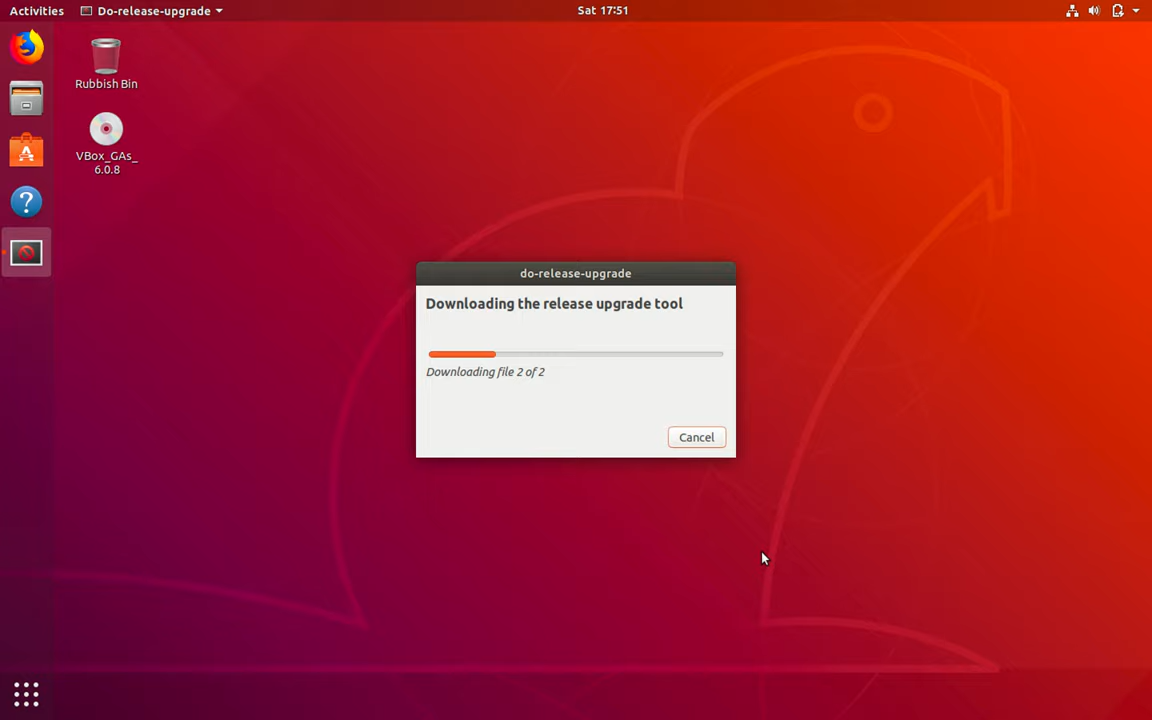 Activities Do-release-upgrade Sat 17:51
Rubbish Bin
VBox_GAs_
6.0.8
do-release-upgrade
Downloading the release upgrade tool
Downloading file 2 of 2
Cancel